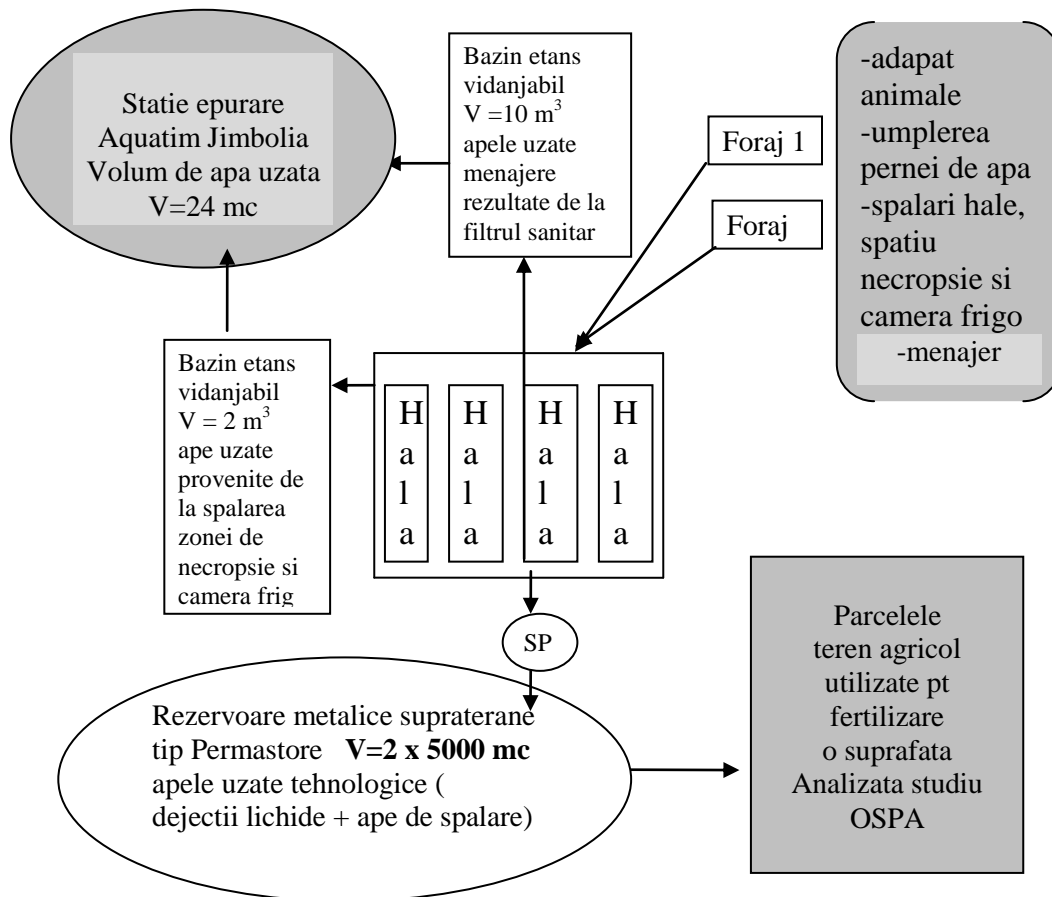 Statie epurare
Aquatim Jimbolia
Volum de apa uzata
V=24 mc
Bazin etans
vidanjabil
V =10 m³
apele uzate
menajere
rezultate de la
filtrul sanitar
Foraj 1
Foraj
-adapat
animale
-umplerea
pernei de apa
-spalari hale,
spatiu
necropsie si
camera frigo
-menajer
Bazin etans
vidanjabil
V = 2 m³
ape uzate
provenite de
la spalarea
zonei de
necropsie si
camera frig
H
a
l
a
H
a
l
a
H
a
l
a
H
a
l
a
SP
Rezervoare metalice supraterane
tip Permastore V=2 x 5000 mc
apele uzate tehnologice (
dejectii lichide + ape de spalare)
Parcelele
teren agricol
utilizate pt
fertilizare
o suprafata
Analizata studiu
OSPA